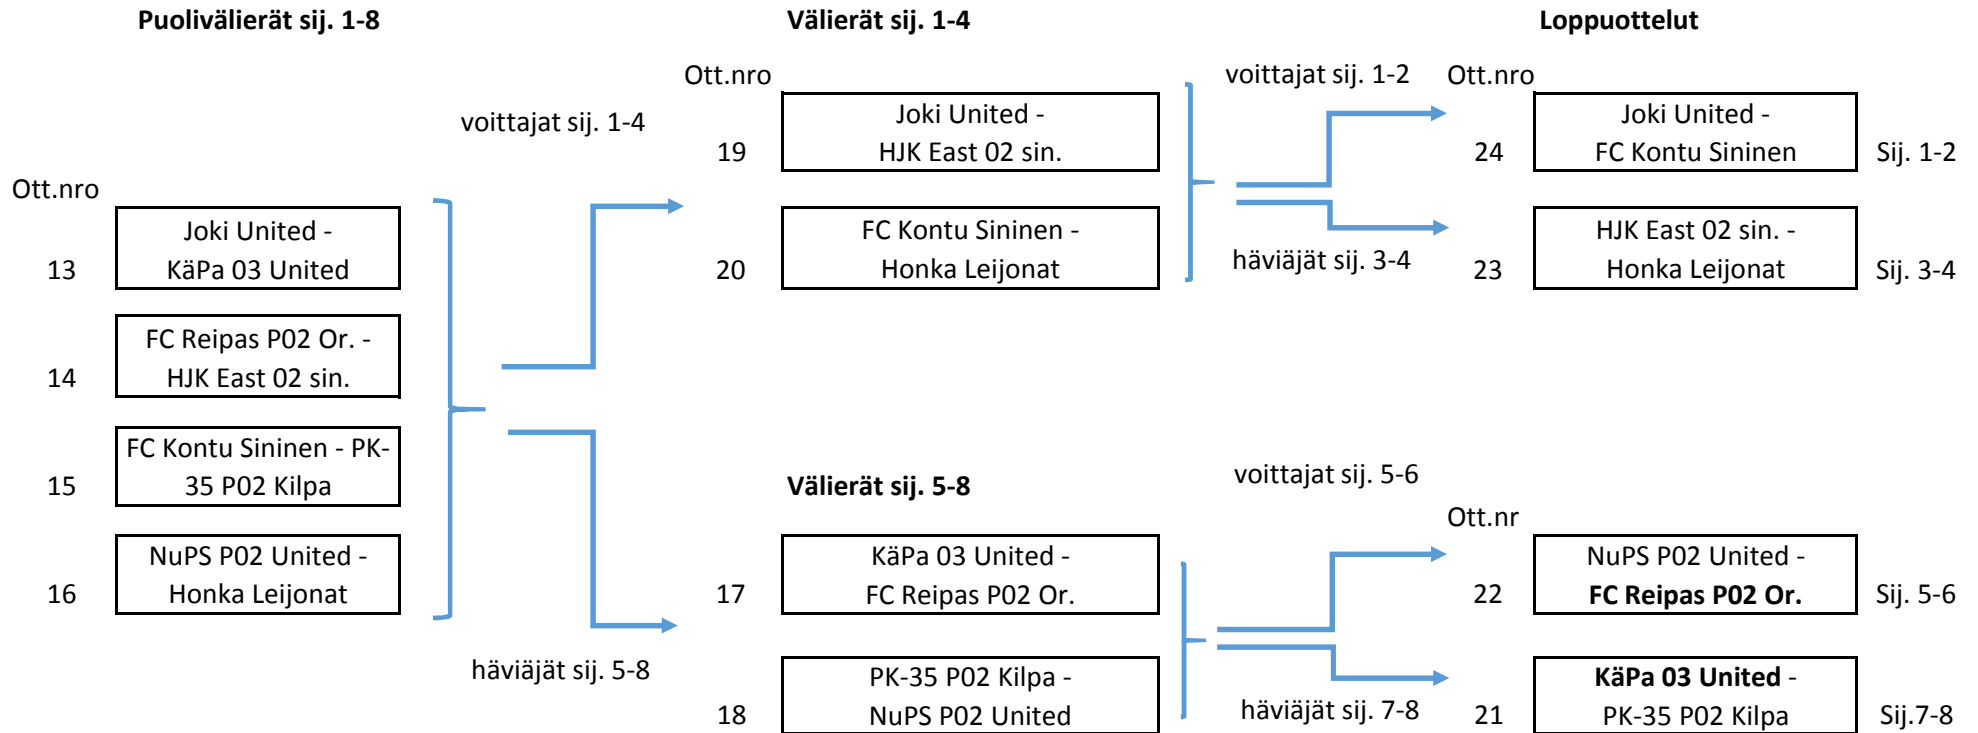 Puolivälierät sij. 1-8
Ott.nro
13
Joki United -
KäPa 03 United
14
FC Reipas P02 Or. -
HJK East 02 sin.
15
FC Kontu Sininen - PK-
35 P02 Kilpa
16
NuPS P02 United -
Honka Leijonat
voittajat sij. 1-4
häviäjät sij. 5-8
Välierät sij. 1-4
Ott.nro
19
Joki United -
HJK East 02 sin.
20
FC Kontu Sininen -
Honka Leijonat
voittajat sij. 1-2
häviäjät sij. 3-4
Välierät sij. 5-8
17
KäPa 03 United -
FC Reipas P02 Or.
18
PK-35 P02 Kilpa -
NuPS P02 United
voittajat sij. 5-6
häviäjät sij. 7-8
Loppuottelut
Ott.nro
24
Joki United -
FC Kontu Sininen
Sij. 1-2
23
HJK East 02 sin. -
Honka Leijonat
Sij. 3-4
Ott.nr
22
NuPS P02 United -
FC Reipas P02 Or.
Sij. 5-6
21
KäPa 03 United -
PK-35 P02 Kilpa
Sij.7-8